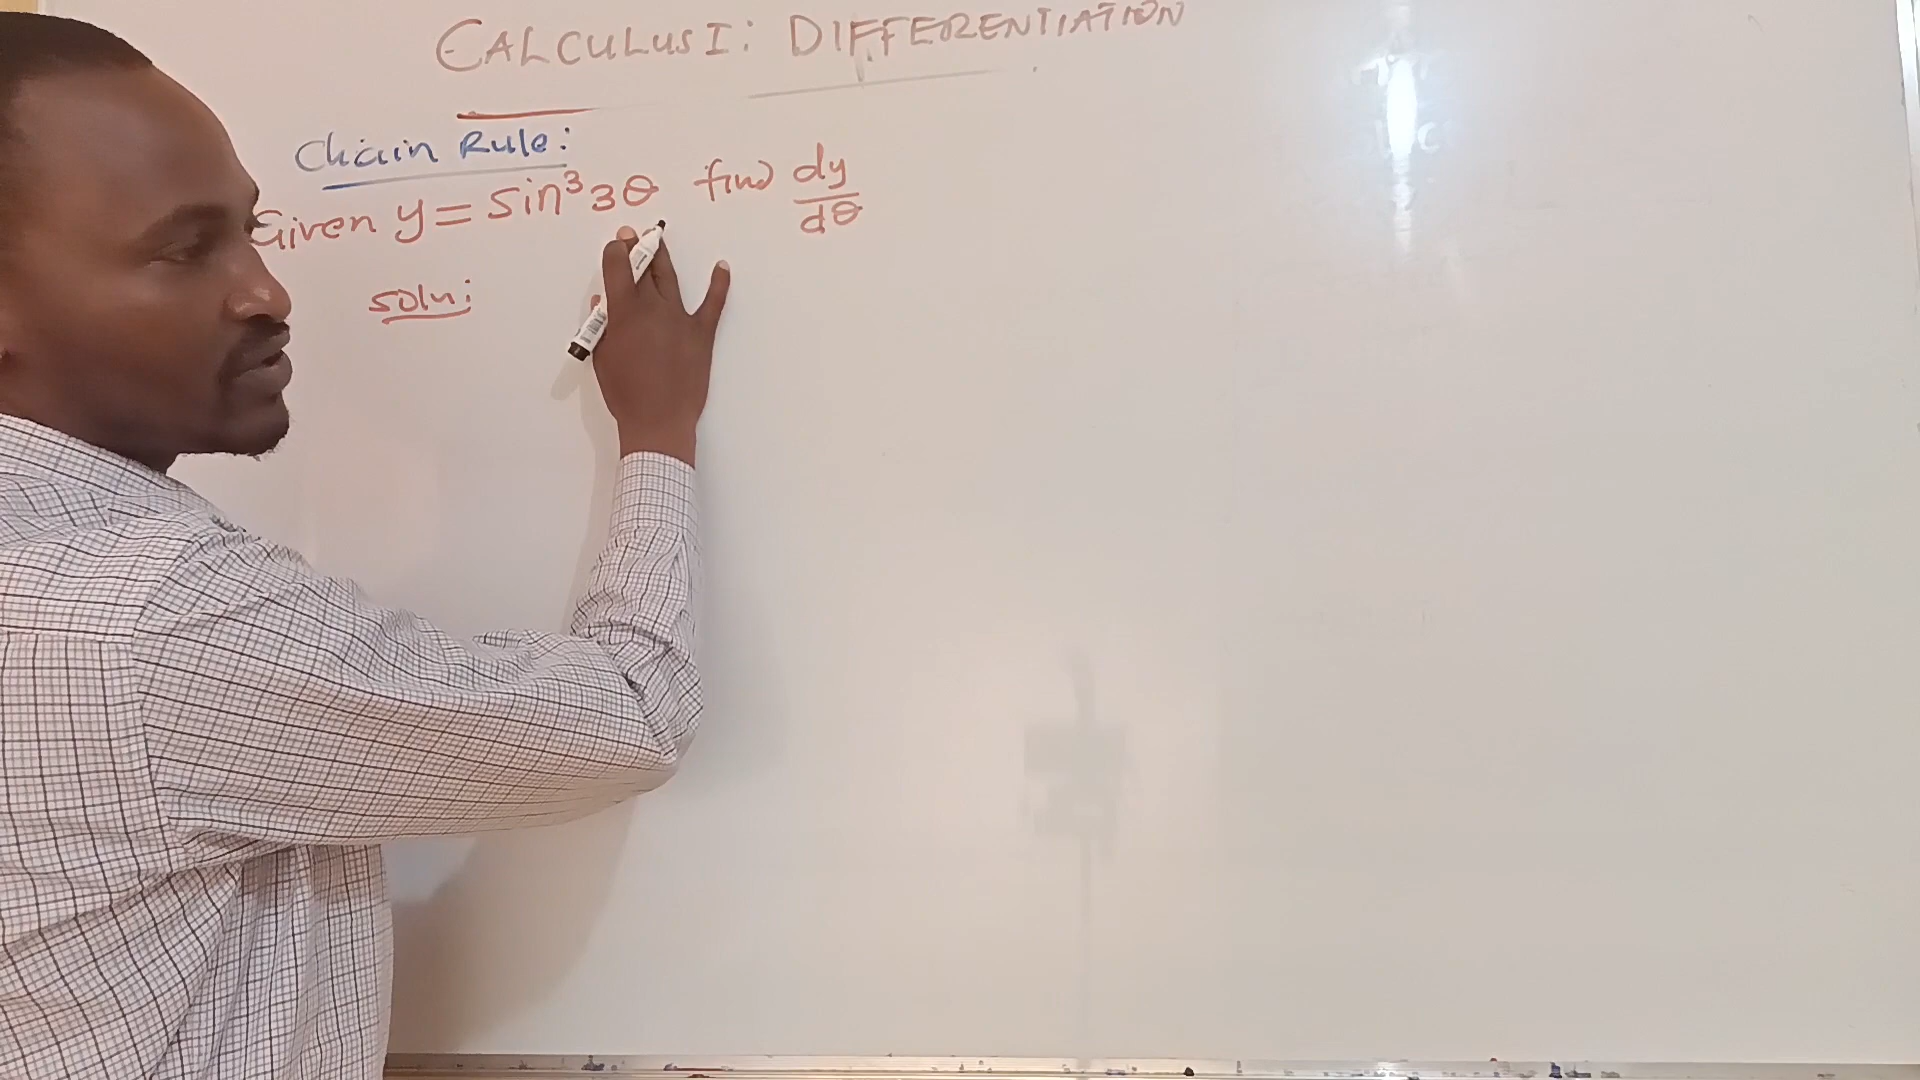 CALCULUS I: DIFFERENTIATION
Chain Rule:
Given y = sin³3θ find dy/dθ
soln: